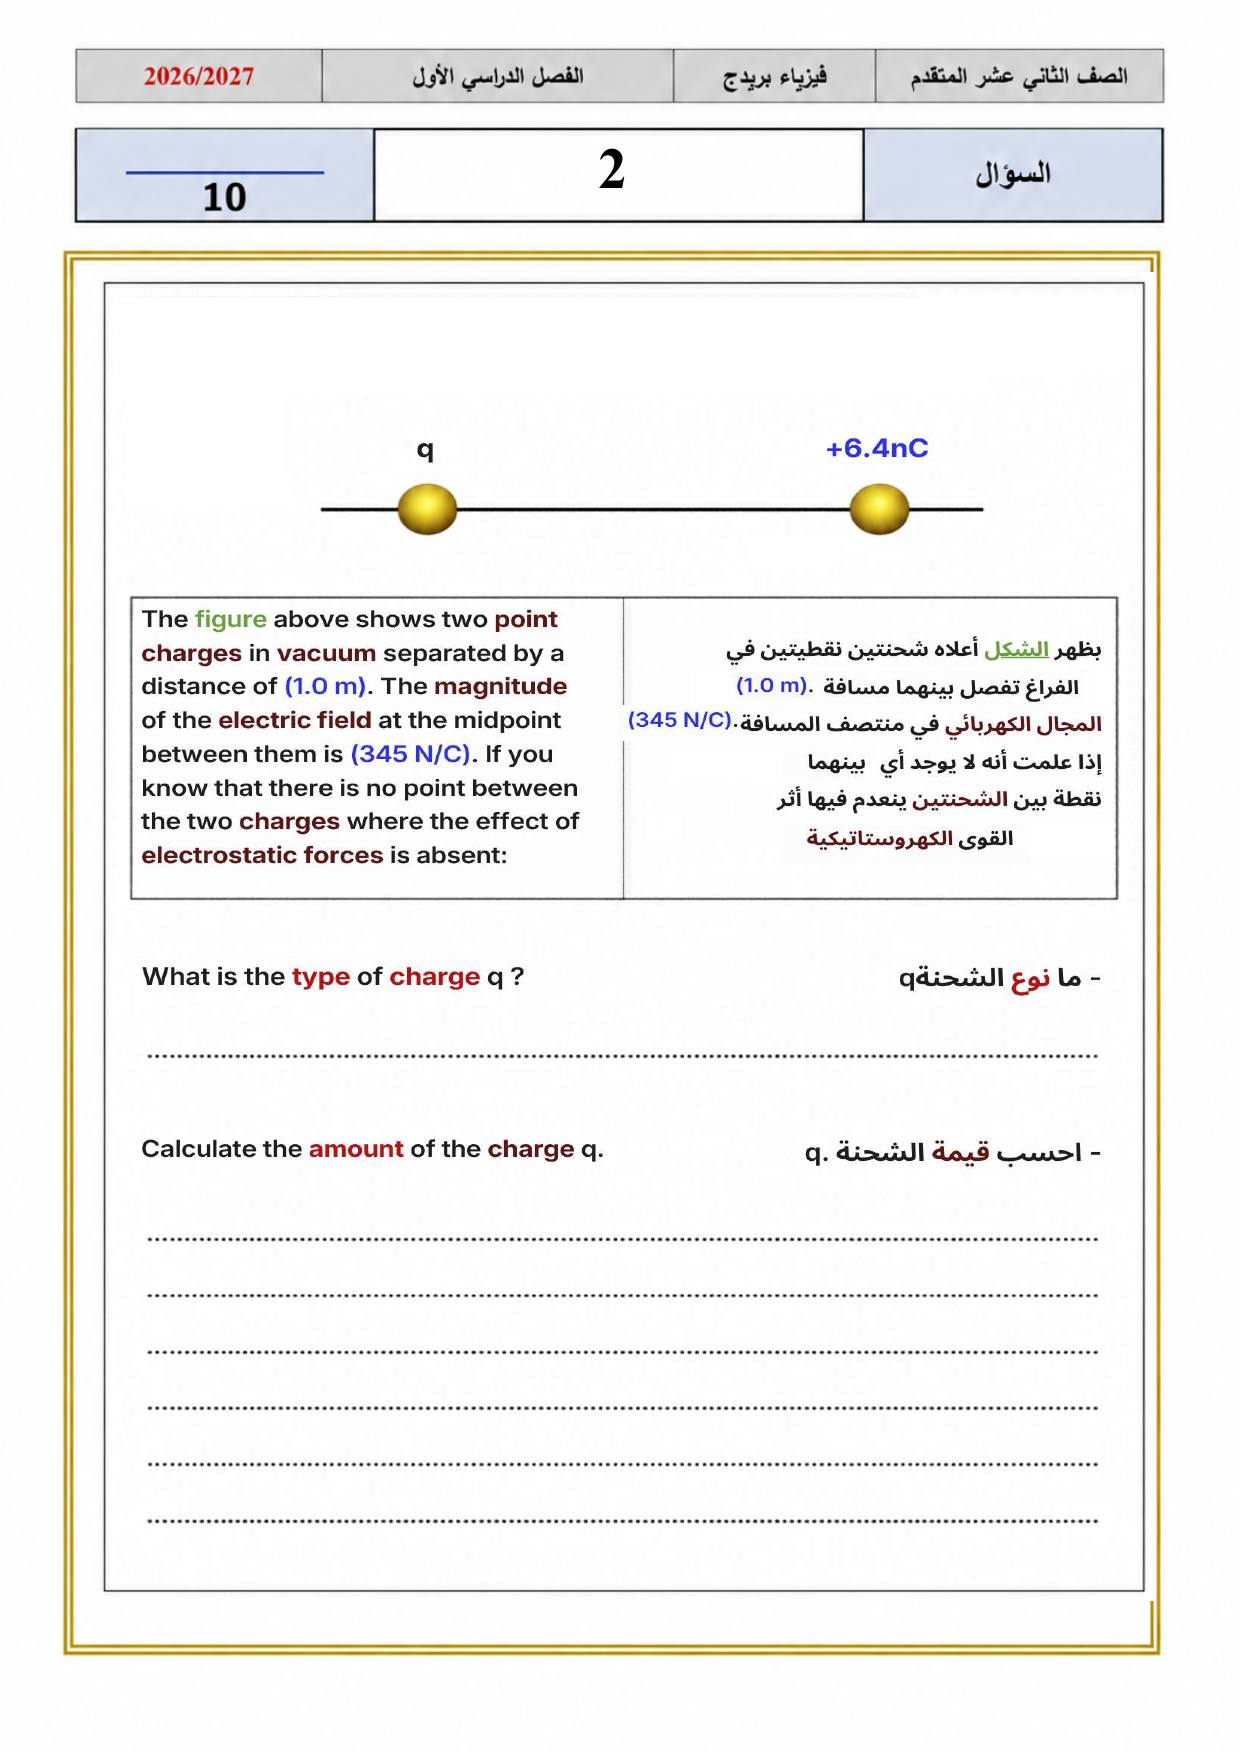 الصف الثاني عشر المتقدم
فيزياء بريدج
الفصل الدراسي الأول
2026/2027
السؤال
2
10
q
+6.4nC
The figure above shows two point
charges in vacuum separated by a
distance of (1.0 m). The magnitude
of the electric field at the midpoint
between them is (345 N/C). If you
know that there is no point between
the two charges where the effect of
electrostatic forces is absent:
يظهر الشكل أعلاه شحنتين نقطيتين في
الفراغ تفصل بينهما مسافة .(1.0 m)
المجال الكهربائي في منتصف المسافة.(345 N/C)
إذا علمت أنه لا يوجد أي بينهما
نقطة بين الشحنتين ينعدم فيها أثر
القوى الكهروستاتيكية
What is the type of charge q ?
- ما نوع الشحنةq
Calculate the amount of the charge q.
- احسب قيمة الشحنة .q